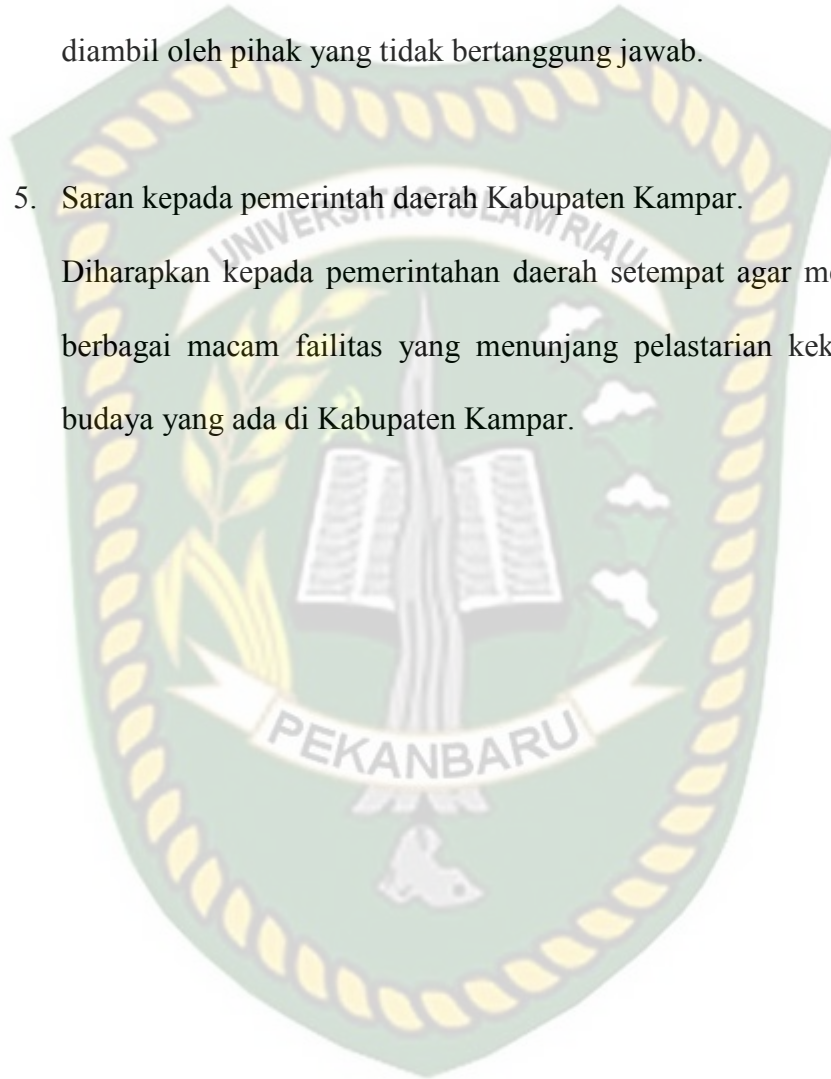 diambil oleh pihak yang tidak bertanggung jawab.
5. Saran kepada pemerintah daerah Kabupaten Kampar.
UNIVERSITAS ISLAM RIAU
Diharapkan kepada pemerintahan daerah setempat agar
berbagai macam failitas yang menunjang pelastarian
budaya yang ada di Kabupaten Kampar.
PEKANBARU